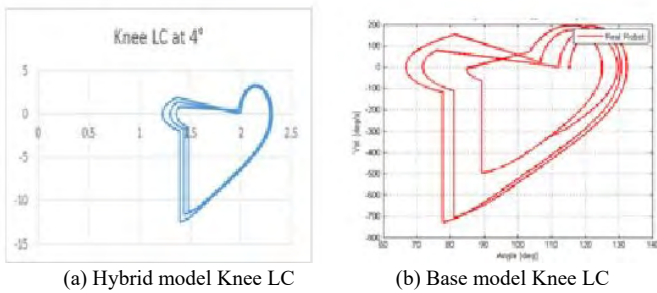 Knee LC at 4°
5
0
-5
-10
-15
0 0.5 1 1.5 2 2.5
200
100
0
-100
-200
-300
-400
-500
-600
-700
-800
60 70 80 90 100 110 120 130 140
Vel [deg/s]
Angle [deg]
Real Robot
(a) Hybrid model Knee LC
(b) Base model Knee LC